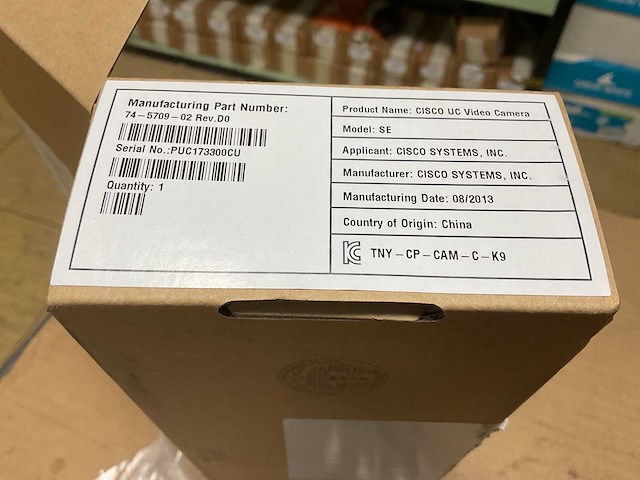 Manufacturing Part Number:
74-5709-02 Rev.D0
Serial No.:PUC173300CU
Quantity: 1
Product Name: CISCO UC Video Camera
Model: SE
Applicant: CISCO SYSTEMS, INC.
Manufacturer: CISCO SYSTEMS, INC.
Manufacturing Date: 08/2013
Country of Origin: China
TNY-CP-CAM-C-K9